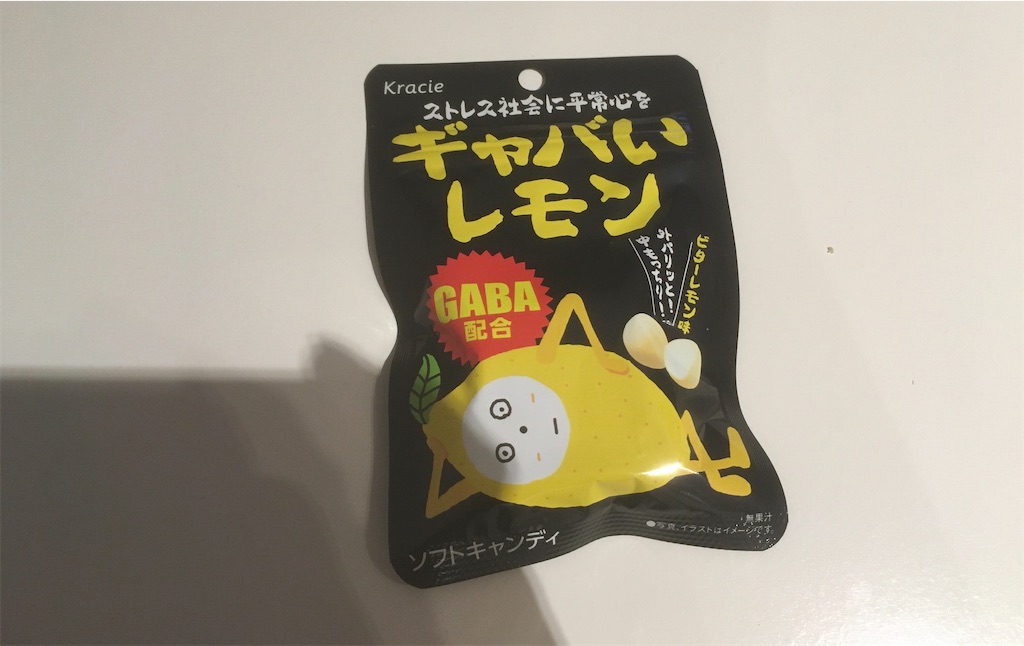 Kracie
ストレス社会に平常心を
ギャバい
レモン
ビターレモン味
外パリッと!
中もっちり!
GABA
配合
無果汁
●写真、イラストはイメージです。
ソフトキャンディ